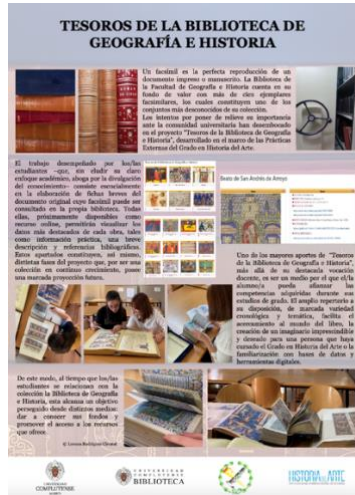 TESOROS DE LA BIBLIOTECA DE
GEOGRAFÍA E HISTORIA
Un facsímil es la perfecta reproducción de un
documento impreso o manuscrito. La Biblioteca de
la Facultad de Geografía e Historia cuenta en su
fondo de valor con más de cien ejemplares
facsimilares, los cuales constituyen uno de los
conjuntos más desconocidos de su colección.
Los intentos por poner de relieve su importancia
ante la comunidad universitaria han desembocado
en el proyecto "Tesoros de la Biblioteca de Geografía
e Historia", desarrollado en el marco de las Prácticas
Externas del Grado en Historia del Arte.
El trabajo desempeñado por los/las
estudiantes –que, sin eludir su claro
enfoque académico, aboga por la divulgación
del conocimiento– consiste esencialmente
en la elaboración de fichas breves del
documento original cuyo facsímil puede ser
consultado en la propia biblioteca. Todas
ellas, próximamente disponibles como
recurso online, permitirán visualizar los
datos más destacados de cada obra, tales
como información práctica, una breve
descripción y referencias bibliográficas.
Estos apartados constituyen, así mismo,
distintas fases del proyecto que, por ser una
colección en continuo crecimiento, posee
una marcada proyección futura.
Beato de San Andrés de Arroyo
Uno de los mayores aportes de "Tesoros
de la Biblioteca de Geografía e Historia",
más allá de su destacada vocación
docente, es ser un medio por el que el/la
alumno/a pueda afianzar las
competencias adquiridas durante sus
estudios de grado. El amplio repertorio a
su disposición, de marcada variedad
cronológica y temática, facilita el
acercamiento al mundo del libro, la
creación de un imaginario imprescindible
y deseado para una persona que haya
cursado el Grado en Historia del Arte o la
familiarización con bases de datos y
herramientas digitales.
De este modo, al tiempo que los/las
estudiantes se relacionan con la
colección la Biblioteca de Geografía
e Historia, esta alcanza un objetivo
perseguido desde distintos medios:
dar a conocer sus fondos y
promover el acceso a los recursos
que ofrece.
UNIVERSIDAD
COMPLUTENSE
MADRID
UNIVERSIDAD
COMPLUTENSE
BIBLIOTECA
HISTORIA DEL ARTE